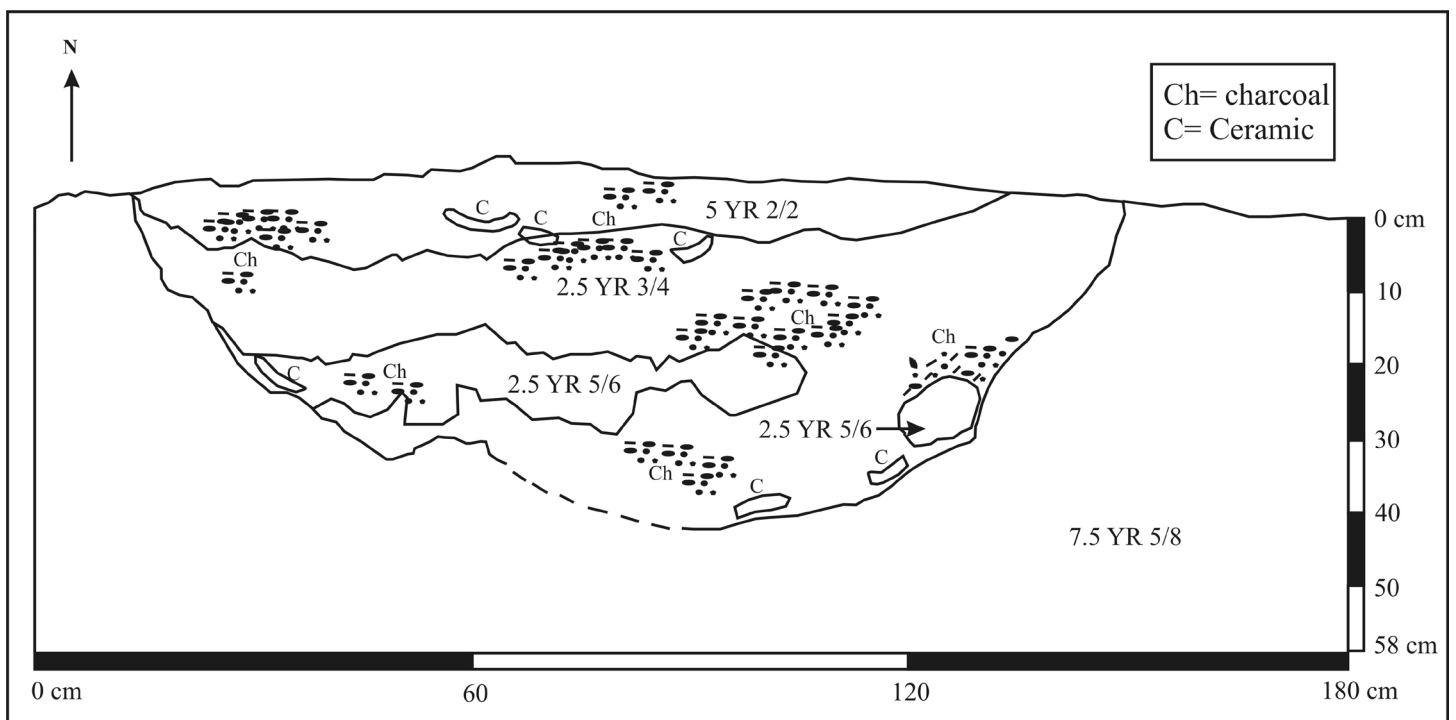 N
Ch= charcoal
C= Ceramic
C
C
Ch
5 YR 2/2
0 cm
C
Ch
2.5 YR 3/4
10
Ch
Ch
20
C
Ch
2.5 YR 5/6
2.5 YR 5/6
30
C
Ch
C
40
7.5 YR 5/8
50
58 cm
0 cm
60
120
180 cm